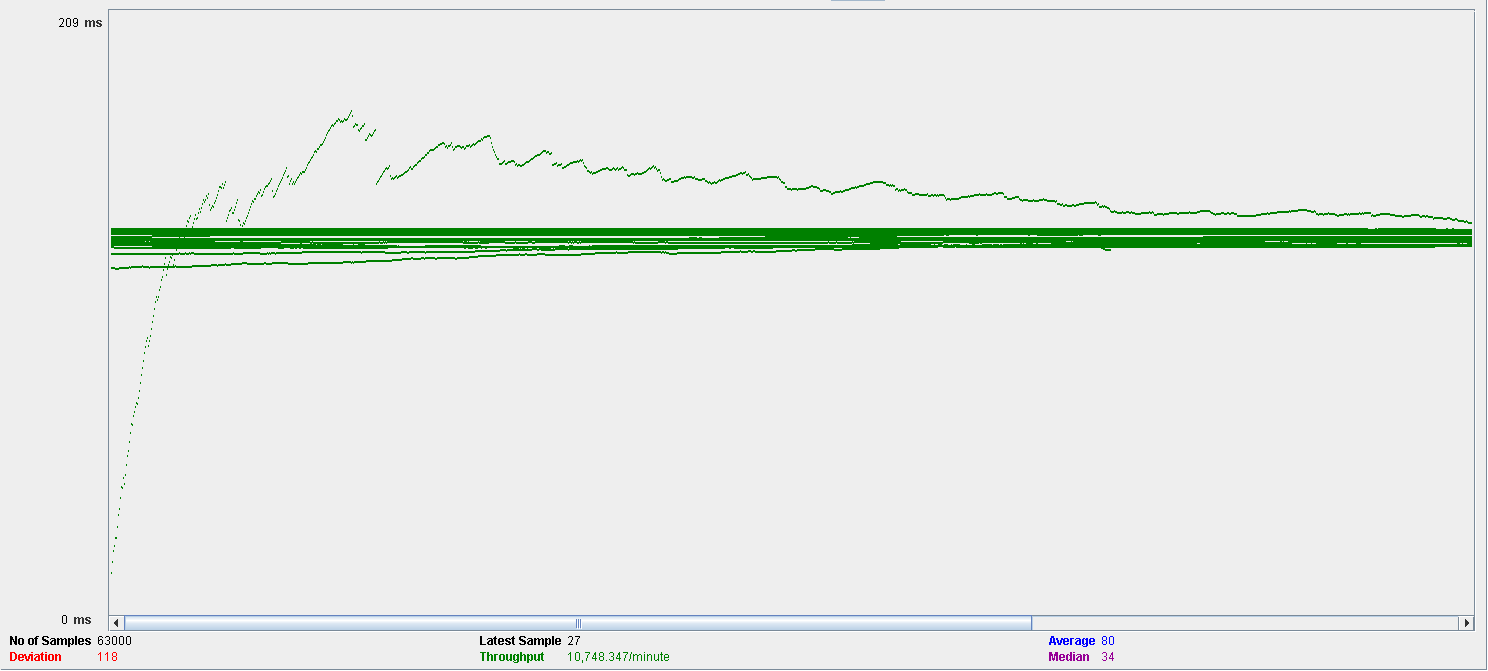 209 ms
0 ms
No of Samples 63000 Latest Sample 27 Average 80
Deviation 118 Throughput 10,748.347/minute Median 34